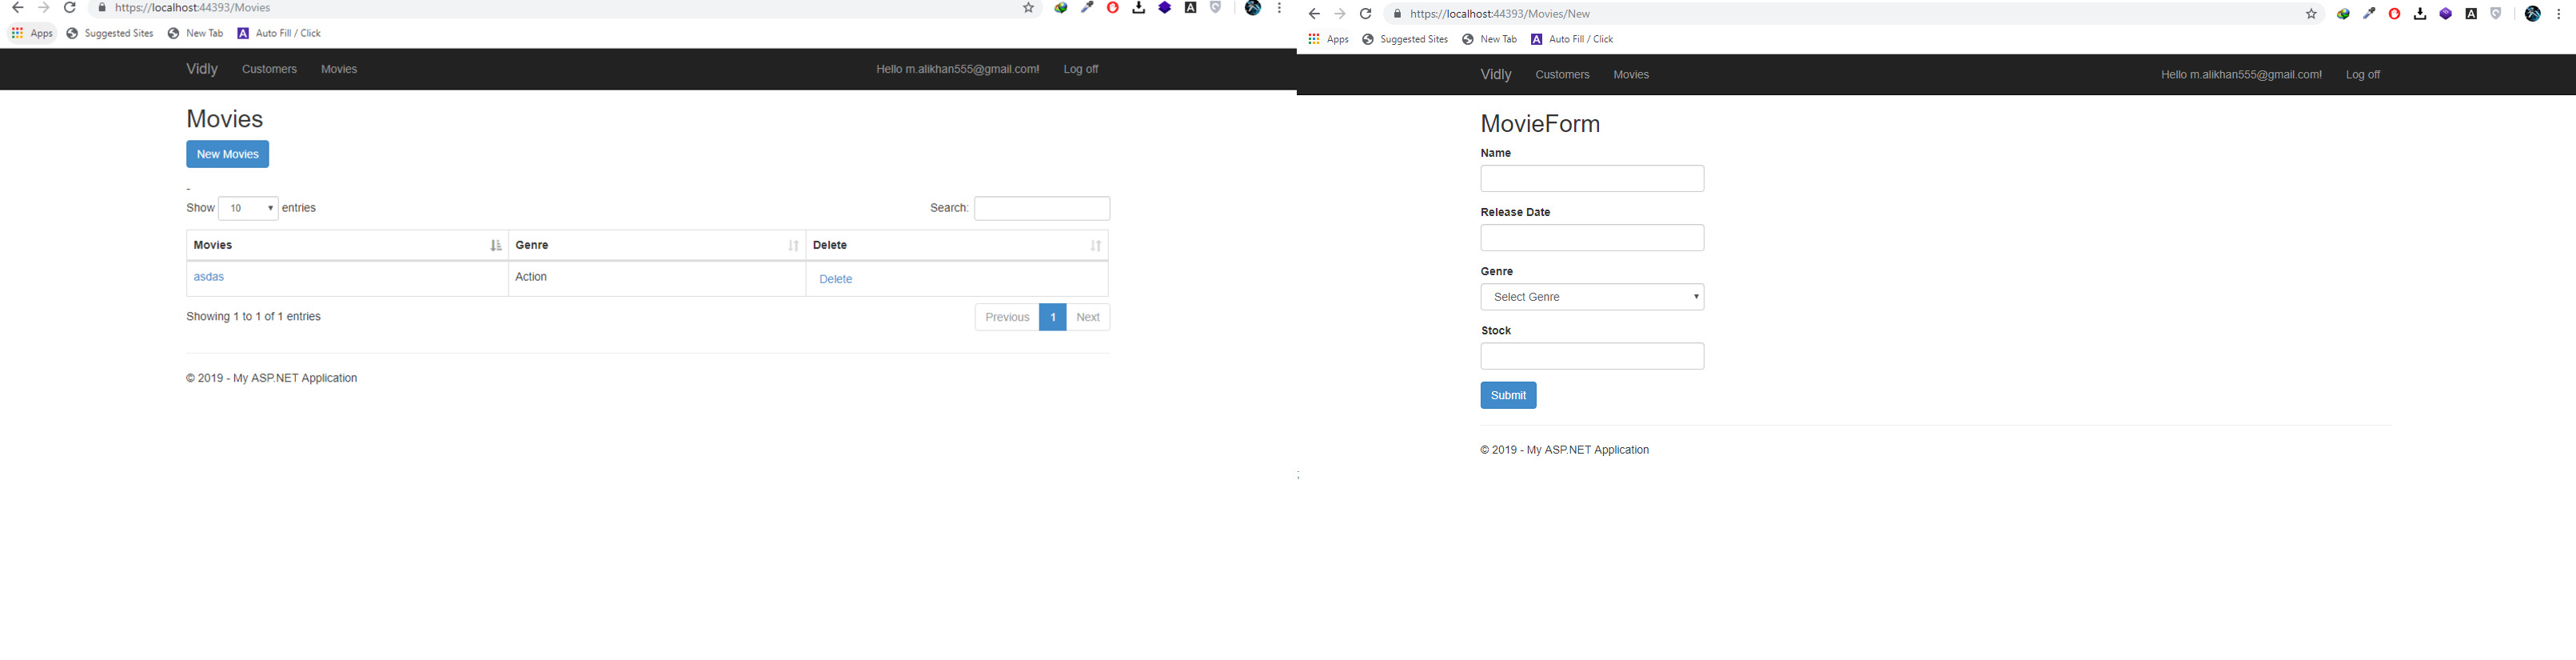 https://localhost:44393/Movies
Apps Suggested Sites New Tab A Auto Fill / Click
Vidly Customers Movies Hello m.alikhan555@gmail.com! Log off
Movies
New Movies
-
Show 10 entries Search:
Movies Genre Delete
asdas Action Delete
Showing 1 to 1 of 1 entries Previous 1 Next
© 2019 - My ASP.NET Application
https://localhost:44393/Movies/New
Apps Suggested Sites New Tab A Auto Fill / Click
Vidly Customers Movies Hello m.alikhan555@gmail.com! Log off
MovieForm
Name
Release Date
Genre
Select Genre
Stock
Submit
© 2019 - My ASP.NET Application